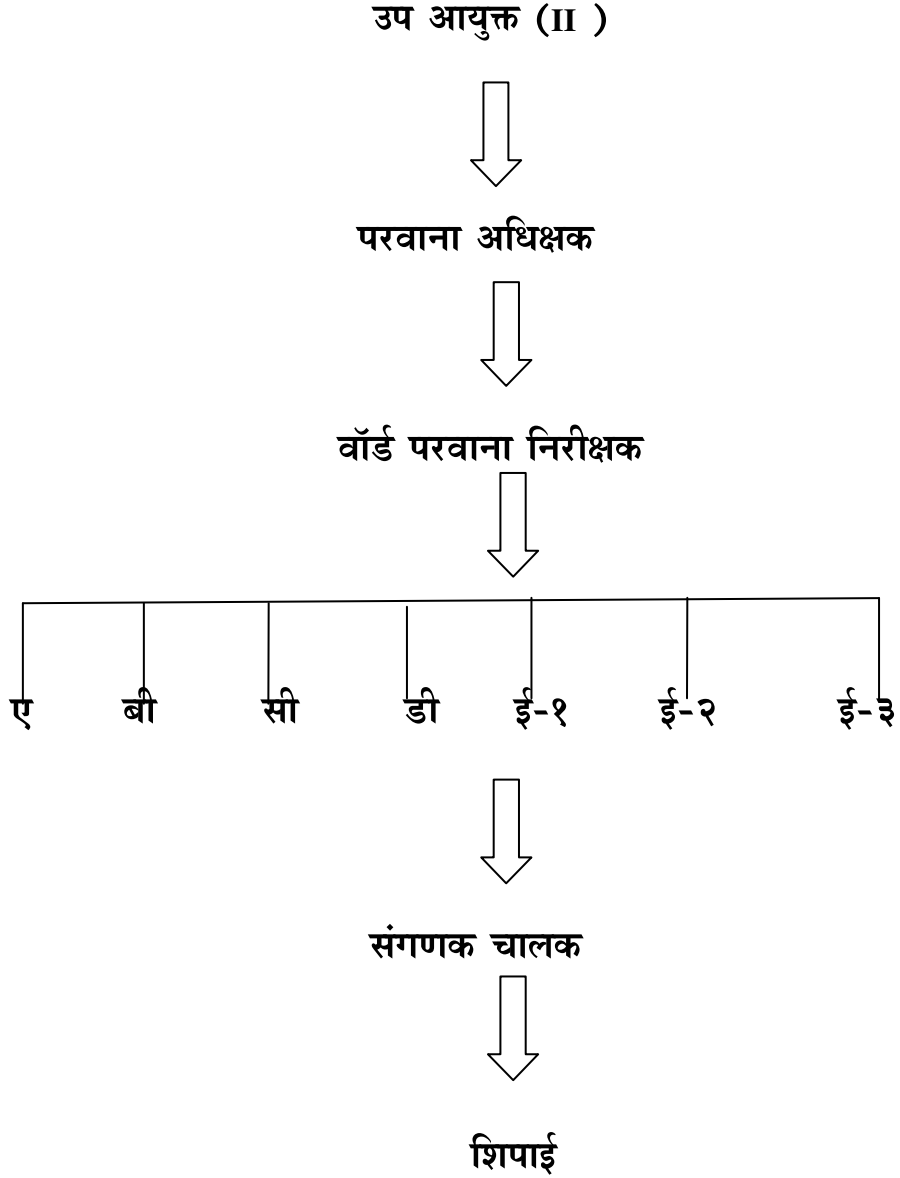 उप आयुक्त (II )
परवाना अधिक्षक
वॉर्ड परवाना निरीक्षक
ए बी सी डी ई-१ ई-२ ई-३
संगणक चालक
शिपाई